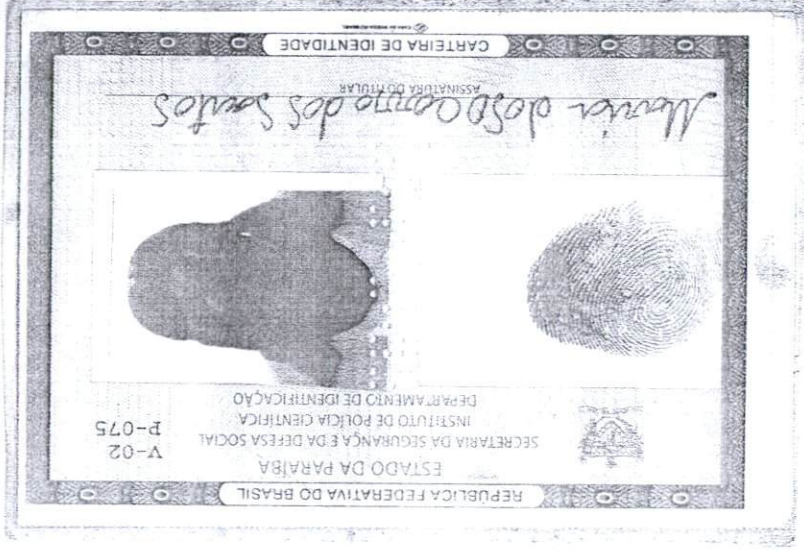 REPÚBLICA FEDERATIVA DO BRASIL
ESTADO DA PARAÍBA
SECRETARIA DA SEGURANÇA E DA DEFESA SOCIAL
INSTITUTO DE POLÍCIA CIENTÍFICA
DEPARTAMENTO DE IDENTIFICAÇÃO
V-02
P-075
Maria do Carmo dos Santos
ASSINATURA DO TITULAR
CARTEIRA DE IDENTIDADE